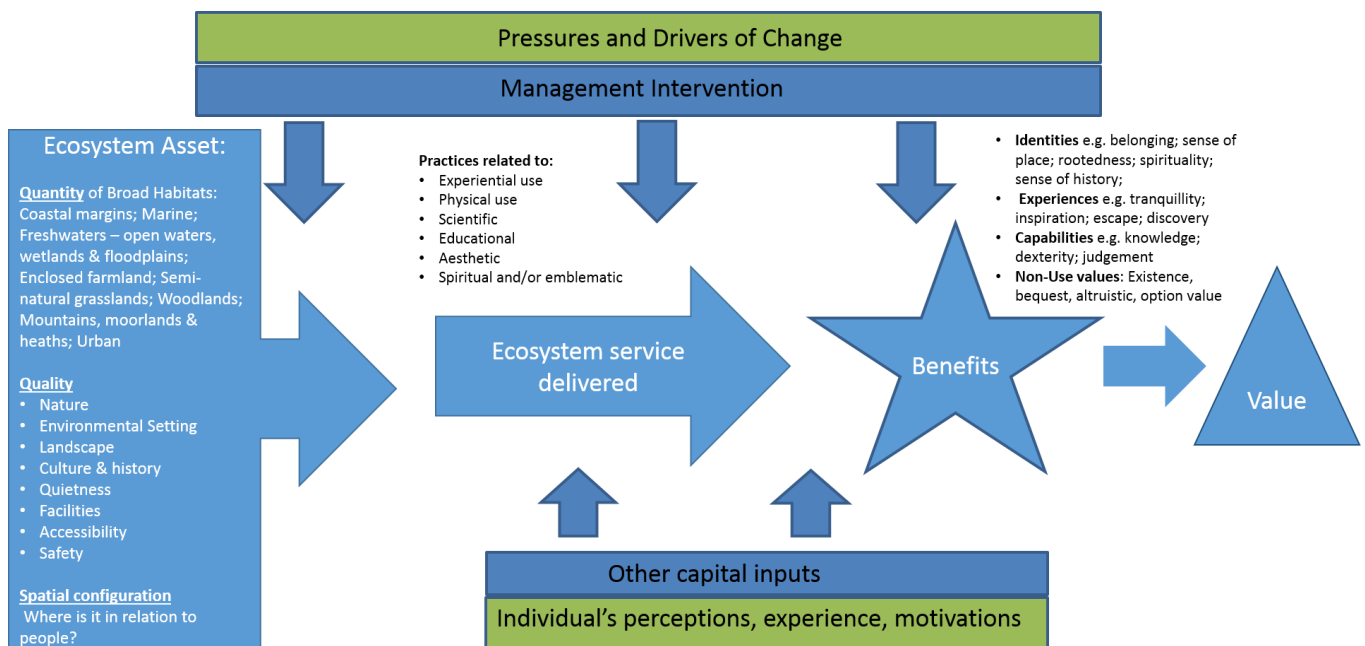 Pressures and Drivers of Change
Management Intervention
Ecosystem Asset:
Quantity of Broad Habitats:
Coastal margins; Marine;
Freshwaters – open waters,
wetlands & floodplains;
Enclosed farmland; Semi-
natural grasslands; Woodlands;
Mountains, moorlands &
heaths; Urban
Quality
• Nature
• Environmental Setting
• Landscape
• Culture & history
• Quietness
• Facilities
• Accessibility
• Safety
Spatial configuration
Where is it in relation to
people?
Practices related to:
• Experiential use
• Physical use
• Scientific
• Educational
• Aesthetic
• Spiritual and/or emblematic
Ecosystem service
delivered
• Identities e.g. belonging; sense of
place; rootedness; spirituality;
sense of history;
• Experiences e.g. tranquillity;
inspiration; escape; discovery
• Capabilities e.g. knowledge;
dexterity; judgement
• Non-Use values: Existence,
bequest, altruistic, option value
Benefits
Value
Other capital inputs
Individual's perceptions, experience, motivations